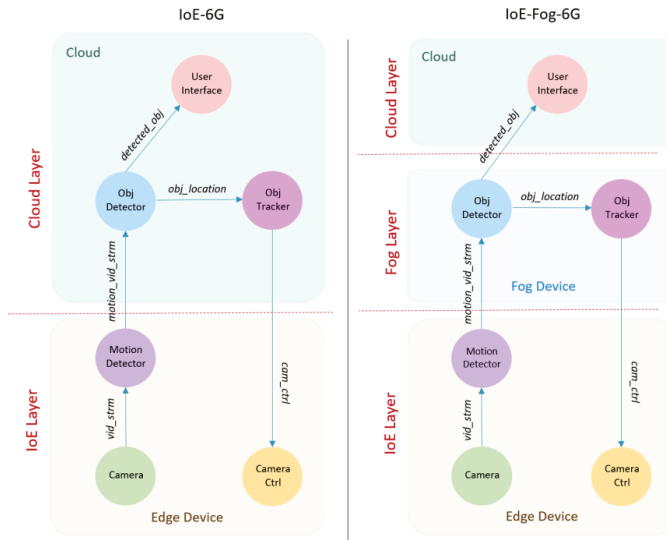 IoE-6G
Cloud
User
Interface
detected_obj
Obj
Detector
obj_location
Obj
Tracker
Cloud Layer
motion_vid_strm
Motion
Detector
cam_ctrl
vid_strm
IoE Layer
Camera
Camera
Ctrl
Edge Device
IoE-Fog-6G
Cloud
Cloud Layer
User
Interface
detected_obj
Obj
Detector
obj_location
Obj
Tracker
Fog Layer
motion_vid_strm
Fog Device
Motion
Detector
cam_ctrl
vid_strm
IoE Layer
Camera
Camera
Ctrl
Edge Device